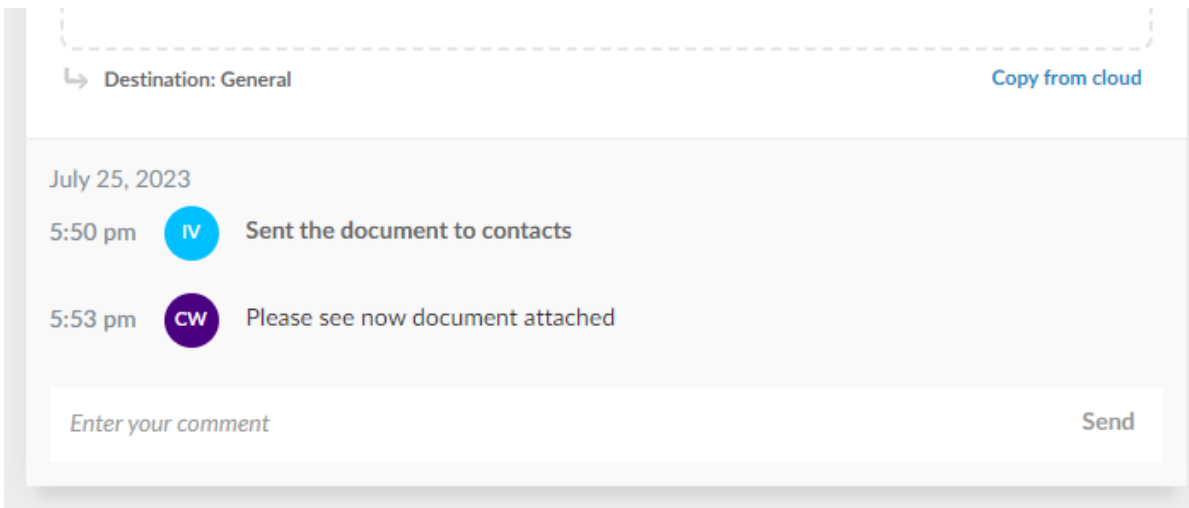 Destination: General
Copy from cloud
July 25, 2023
5:50 pm IV Sent the document to contacts
5:53 pm CW Please see now document attached
Enter your comment Send